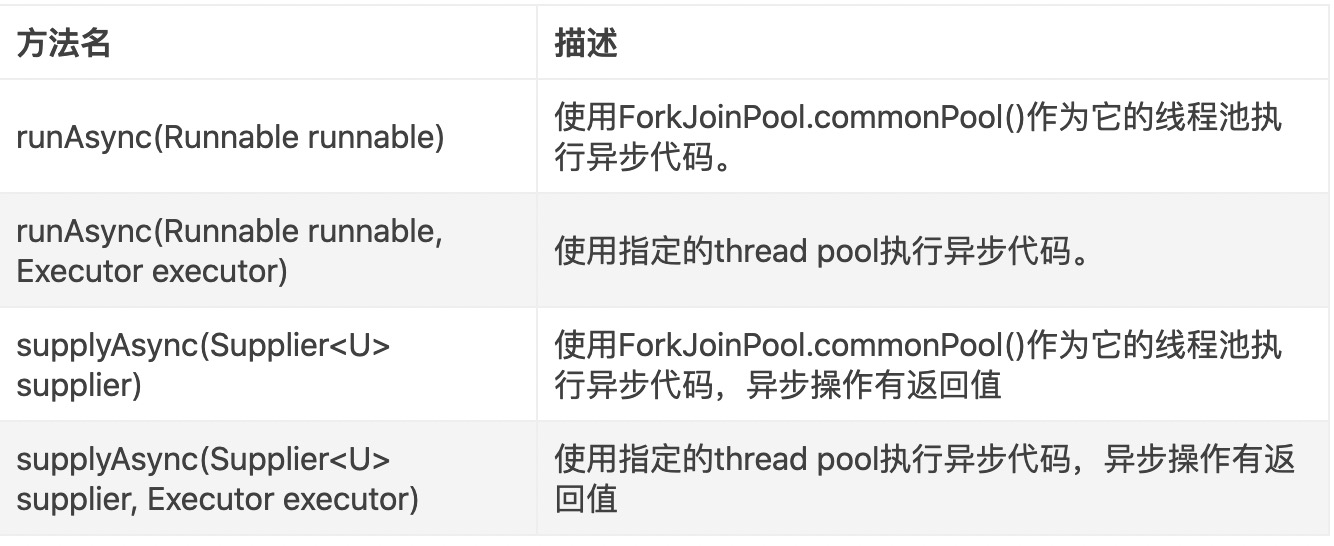 方法名
描述
runAsync(Runnable runnable)
使用ForkJoinPool.commonPool()作为它的线程池执
行异步代码。
runAsync(Runnable runnable,
Executor executor)
使用指定的thread pool执行异步代码。
supplyAsync(Supplier<U>
supplier)
使用ForkJoinPool.commonPool()作为它的线程池执
行异步代码，异步操作有返回值
supplyAsync(Supplier<U>
supplier, Executor executor)
使用指定的thread pool执行异步代码，异步操作有返
回值